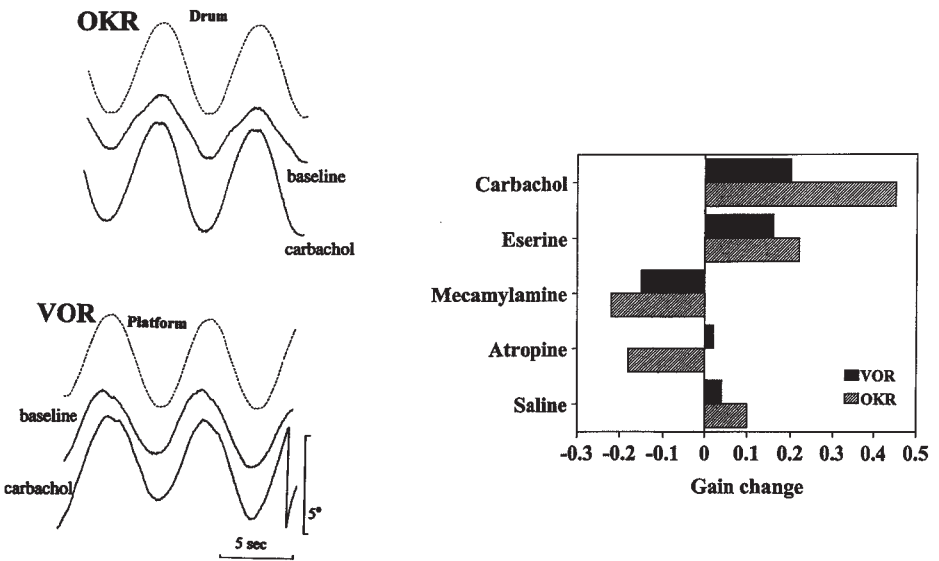 OKR
Drum
baseline
carbachol
VOR
Platform
baseline
carbachol
5°
5 sec
Carbachol
Eserine
Mecamylamine
Atropine
Saline
VOR
OKR
-0.3 -0.2 -0.1 0 0.1 0.2 0.3 0.4 0.5
Gain change